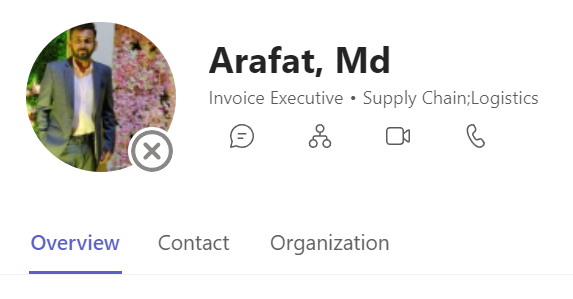 Arafat, Md
Invoice Executive • Supply Chain;Logistics
Overview Contact Organization